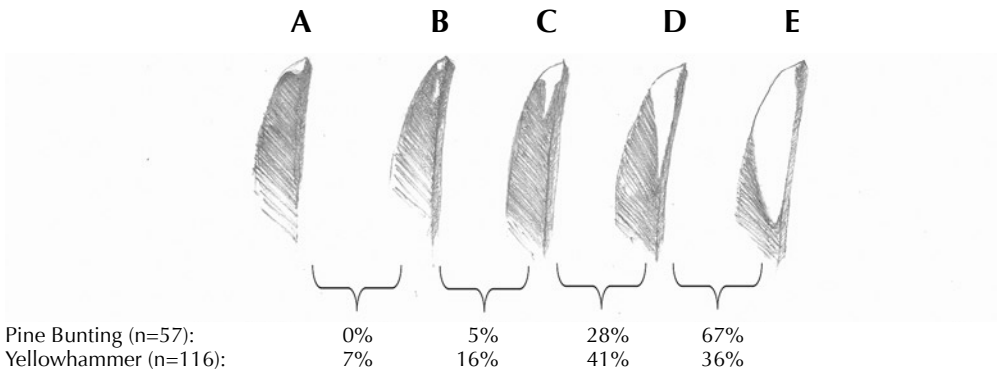 A B C D E
Pine Bunting (n=57): 0% 5% 28% 67%
Yellowhammer (n=116): 7% 16% 41% 36%